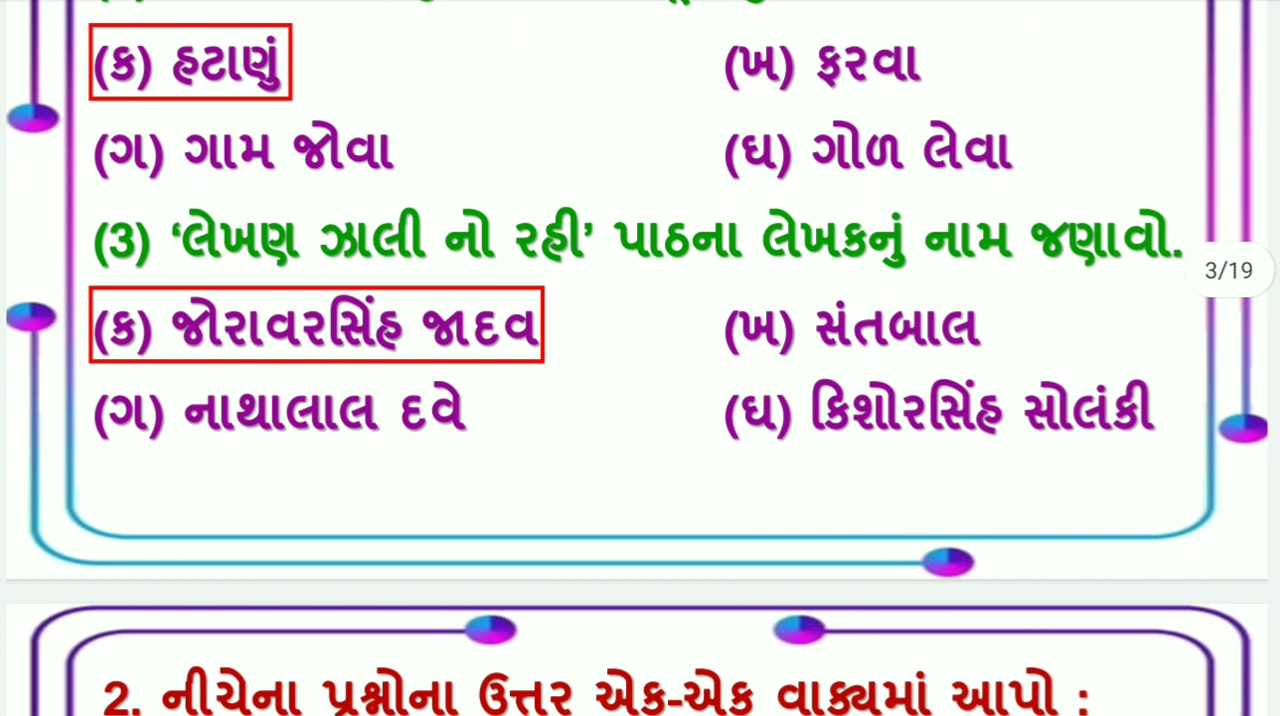 (ક) હટાણું (ખ) ફરવા
(ગ) ગામ જોવા (ઘ) ગોળ લેવા
(3) ‘લેખણ ઝાલી નો રહી’ પાઠના લેખકનું નામ જણાવો.
3/19
(ક) જોરાવરસિંહ જાદવ (ખ) સંતબાલ
(ગ) નાથાલાલ દવે (ઘ) કિશોરસિંહ સોલંકી
2. નીચેના પ્રશ્નોના ઉત્તર એક-એક વાક્યમાં આપો :